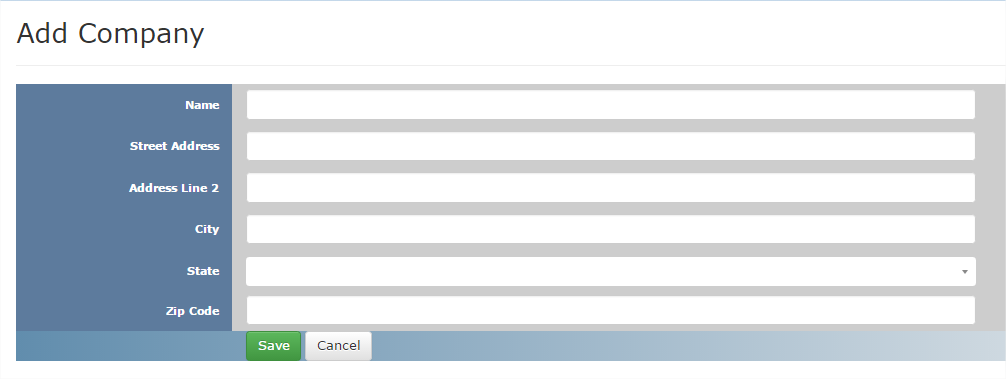 Add Company
Name
Street Address
Address Line 2
City
State
Zip Code
Save Cancel